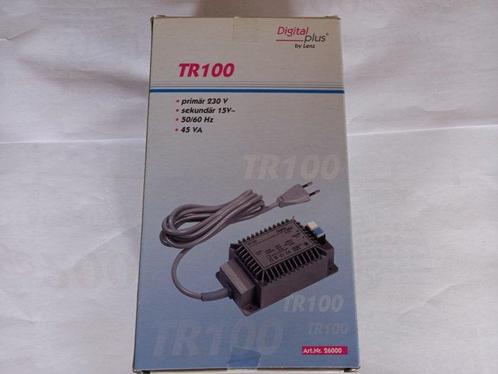 Digital
plus®
by Lenz
TR100
• primär 230 V
• sekundär 15V~
• 50/60 Hz
• 45 VA
TR100
TR100
TR100
TR100
Art.Nr. 26000